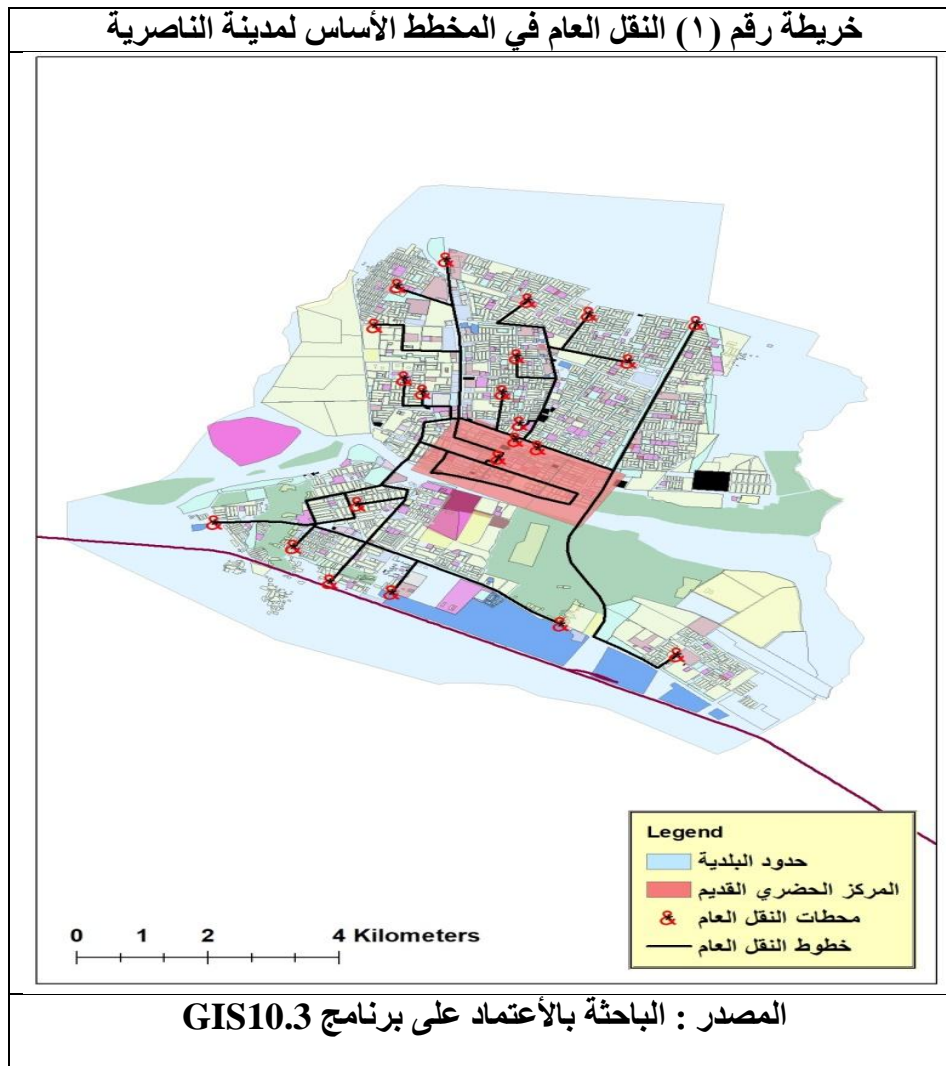 خريطة رقم (١) النقل العام في المخطط الأساس لمدينة الناصرية
Legend
حدود البلدية
المركز الحضري القديم
محطات النقل العام
خطوط النقل العام
0 1 2 4 Kilometers
المصدر : الباحثة بالأعتماد على برنامج GIS10.3